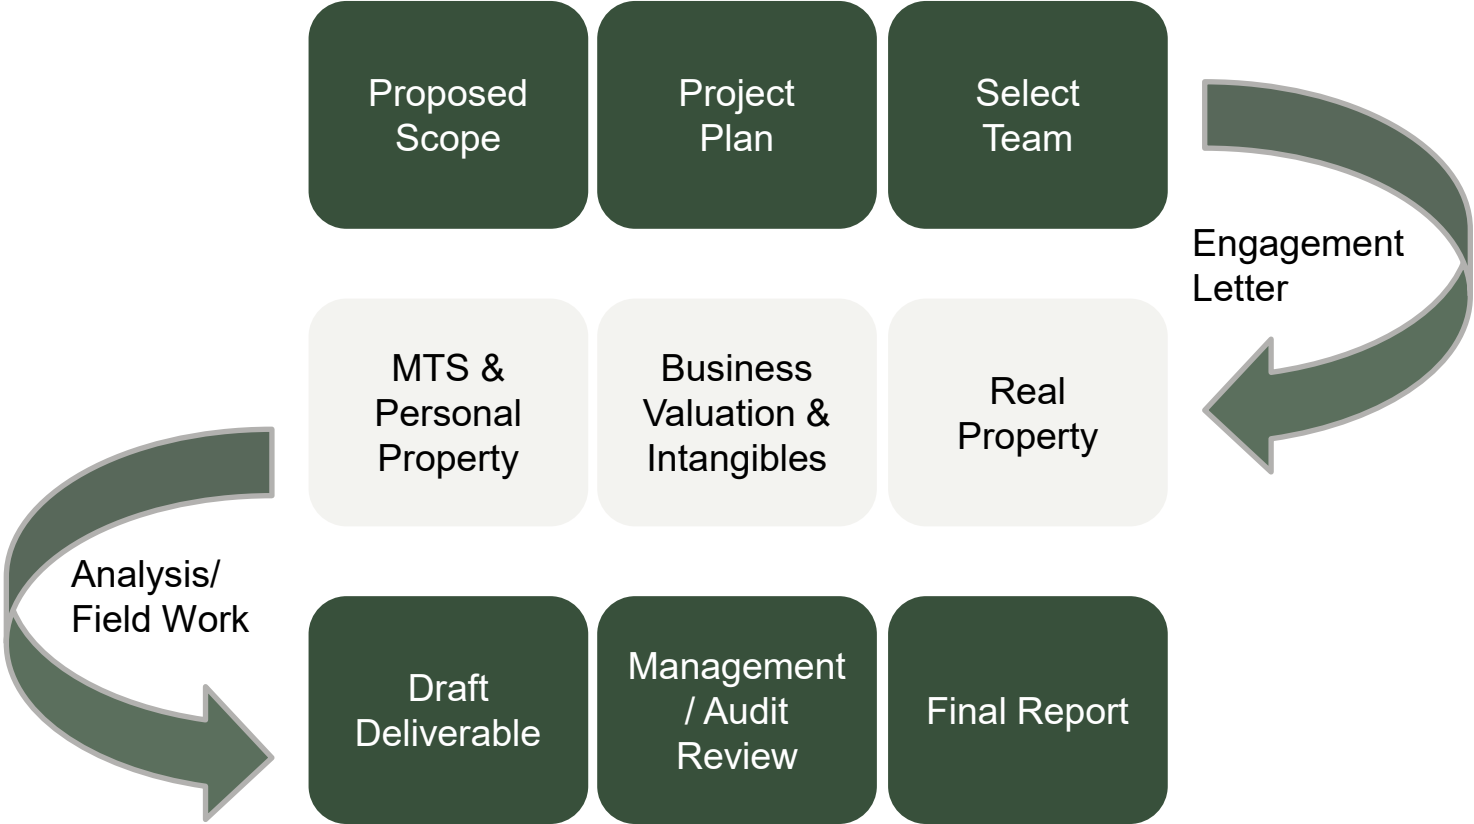 Proposed
Scope
Project
Plan
Select
Team
Engagement
Letter
MTS &
Personal
Property
Business
Valuation &
Intangibles
Real
Property
Analysis/
Field Work
Draft
Deliverable
Management
/ Audit
Review
Final Report